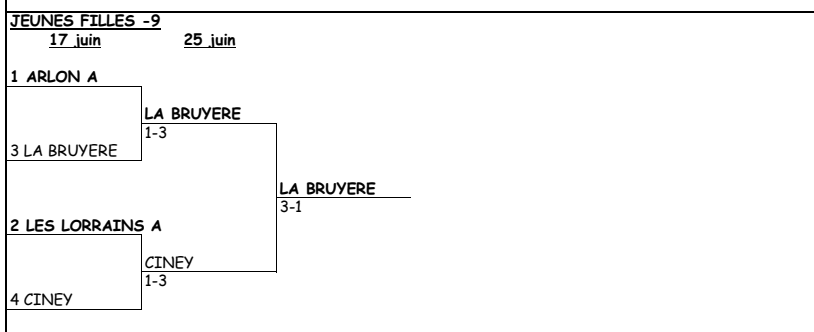 JEUNES FILLES -9
17 juin 25 juin
1 ARLON A
LA BRUYERE
1-3
3 LA BRUYERE
LA BRUYERE
3-1
2 LES LORRAINS A
CINEY
1-3
4 CINEY